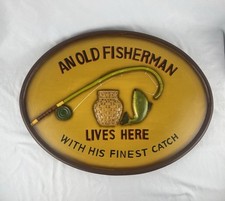 AN OLD FISHERMAN
LIVES HERE
WITH HIS FINEST CATCH